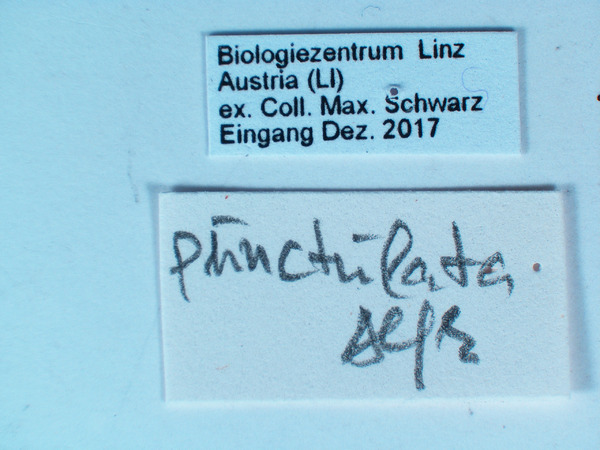 Biologiezentrum Linz
Austria (LI)
ex. Coll. Max. Schwarz
Eingang Dez. 2017
punctulata